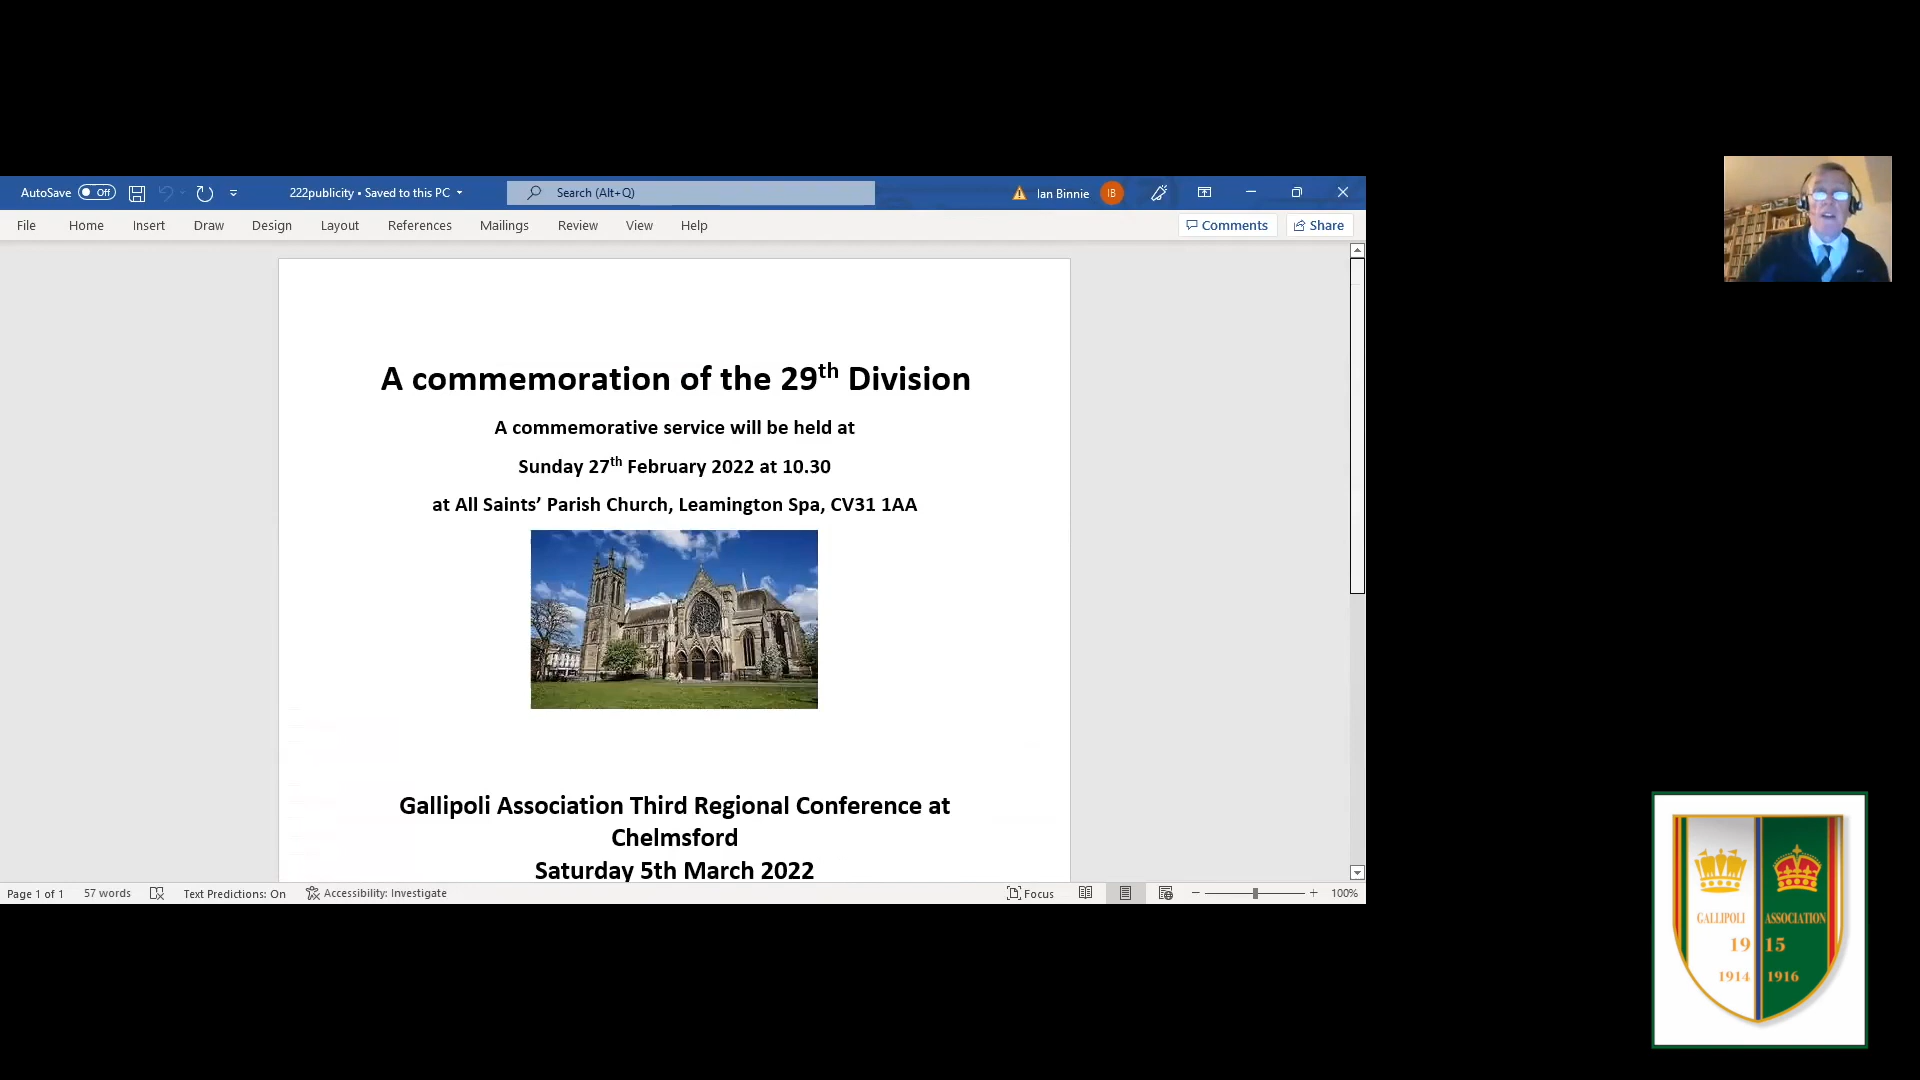 AutoSave Off 222publicity • Saved to this PC Search (Alt+Q) Ian Binnie IB
File Home Insert Draw Design Layout References Mailings Review View Help Comments Share
A commemoration of the 29th Division
A commemorative service will be held at
Sunday 27th February 2022 at 10.30
at All Saints’ Parish Church, Leamington Spa, CV31 1AA
Gallipoli Association Third Regional Conference at
Chelmsford
Saturday 5th March 2022
Page 1 of 1 57 words Text Predictions: On Accessibility: Investigate Focus 100%
GALLIPOLI ASSOCIATION
19 15
1914 1916